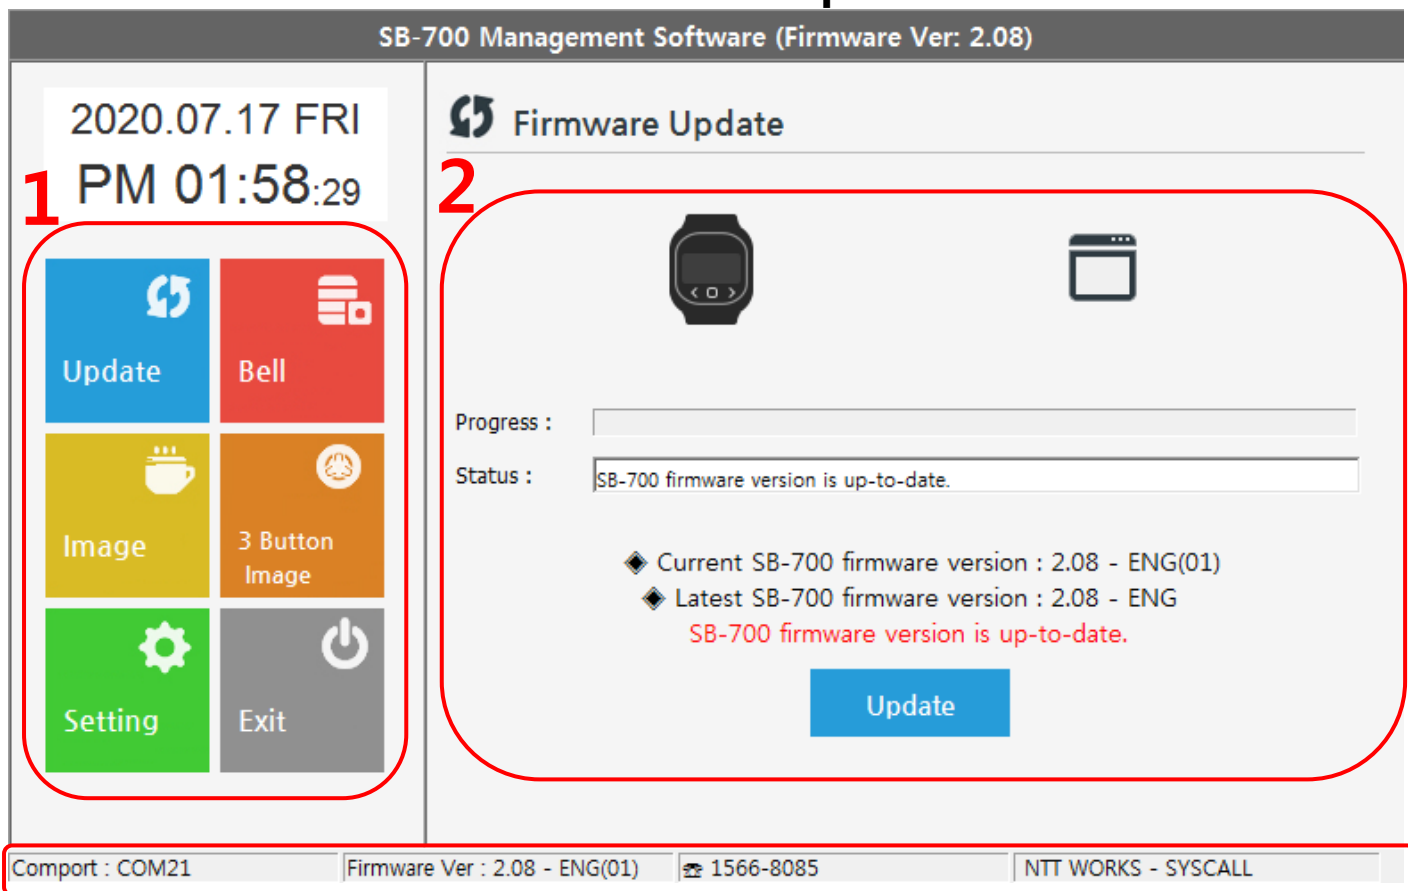 SB-700 Management Software (Firmware Ver: 2.08)
2020.07.17 FRI
PM 01:58:29
1
Update
Bell
Image
3 Button
Image
Setting
Exit
Firmware Update
2
Progress :
Status :
SB-700 firmware version is up-to-date.
◈ Current SB-700 firmware version : 2.08 - ENG(01)
◈ Latest SB-700 firmware version : 2.08 - ENG
SB-700 firmware version is up-to-date.
Update
Comport : COM21
Firmware Ver : 2.08 - ENG(01)
☎ 1566-8085
NTT WORKS - SYSCALL